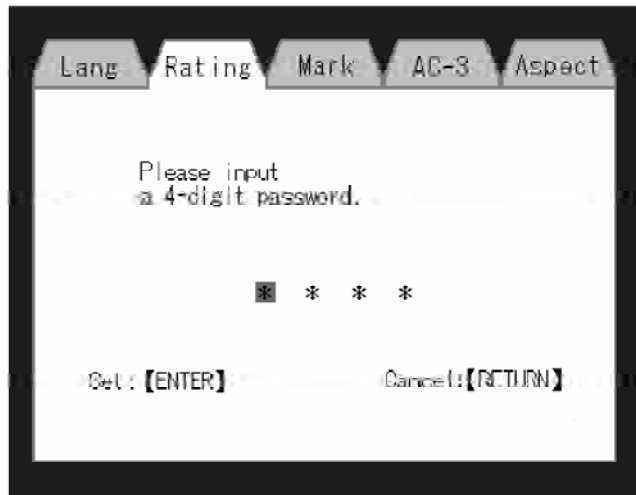 Lang Rating Mark AC-3 Aspect
Please input
a 4-digit password.
* * * *
Set:【ENTER】 Cancel:【RETURN】